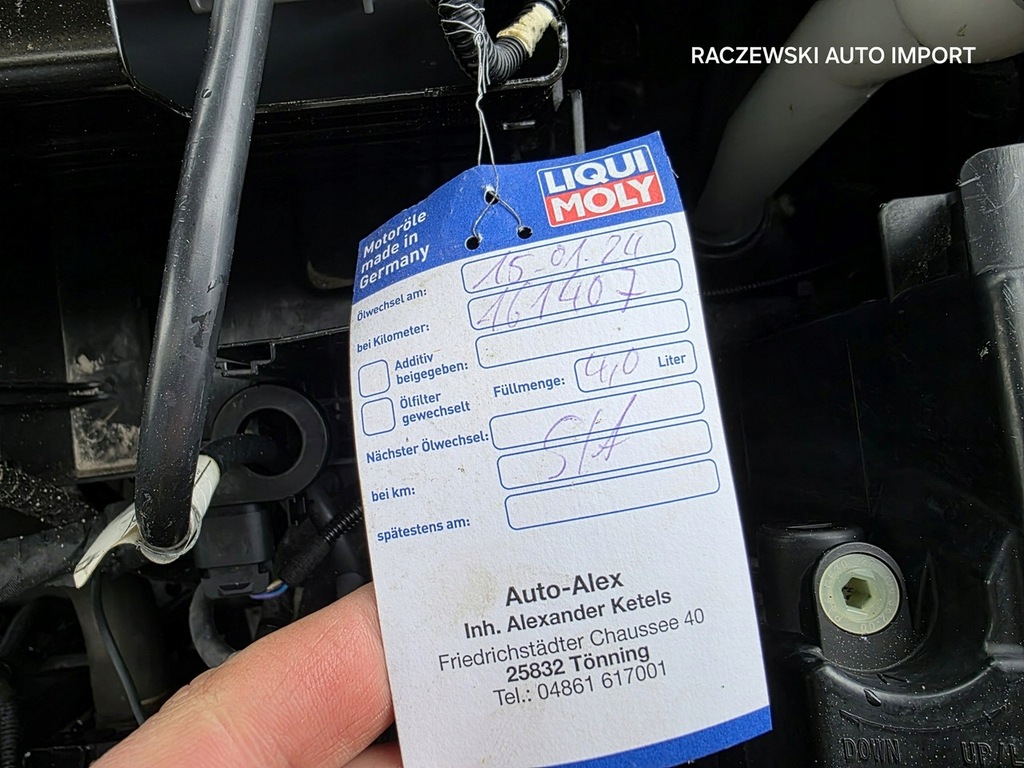 RACZEWSKI AUTO IMPORT
LIQUI
MOLY
Motoröle
made in
Germany
Ölwechsel am: 15-01.24
bei Kilometer: 161407
Additiv
beigegeben:
Ölfilter
gewechselt
Füllmenge: 4,0 Liter
Nächster Ölwechsel:
bei km:
spätestens am:
Auto-Alex
Inh. Alexander Ketels
Friedrichstädter Chaussee 40
25832 Tönning
Tel.: 04861 617001
DOWN